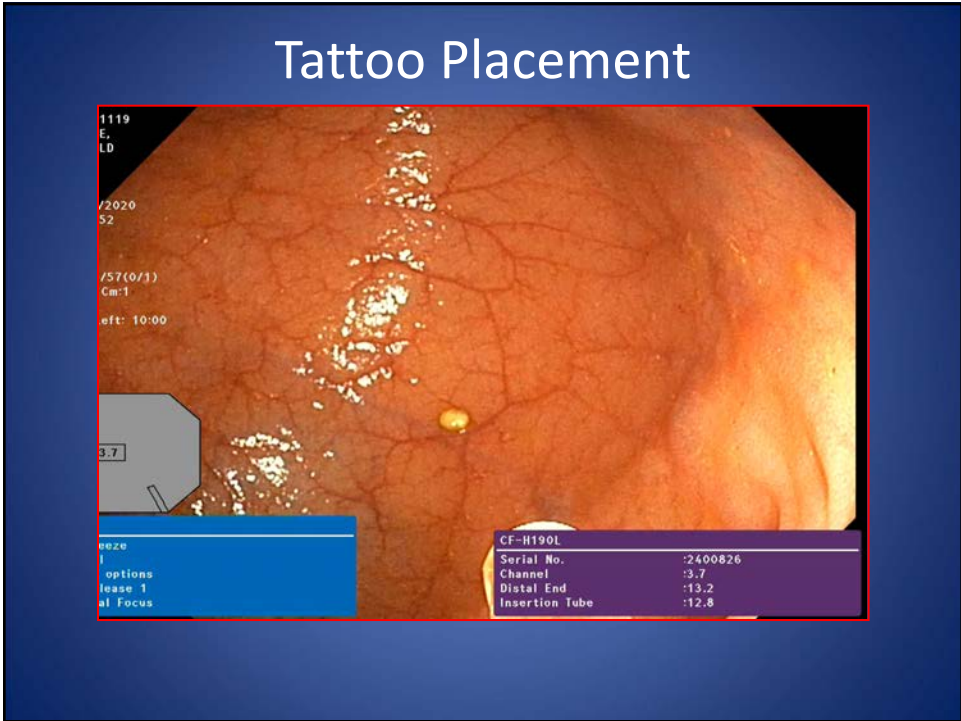 Tattoo Placement
1119
E,
LD
/2020
52
/57(0/1)
Cm:1
eft: 10:00
3.7
eeze
l
options
lease 1
al Focus
CF-H190L
Serial No. :2400826
Channel :3.7
Distal End :13.2
Insertion Tube :12.8